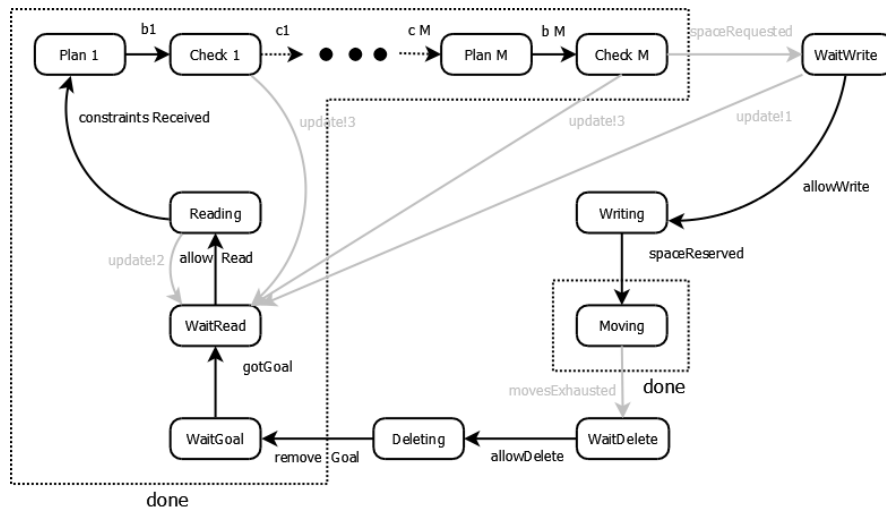 b1
c1
c M
b M
spaceRequested
Plan 1
Check 1
Plan M
Check M
WaitWrite
constraints Received
update!3
update!3
update!1
allowWrite
Reading
Writing
update!2
allow Read
spaceReserved
WaitRead
Moving
gotGoal
movesExhausted
done
WaitGoal
Deleting
WaitDelete
remove Goal
allowDelete
done